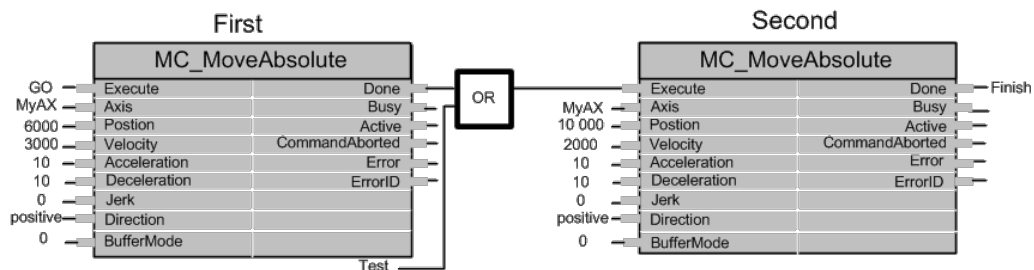 First
Second
MC_MoveAbsolute
MC_MoveAbsolute
GO Execute Done
MyAX Axis Busy
6000 Postion Active
3000 Velocity CommandAborted
10 Acceleration Error
10 Deceleration ErrorID
0 Jerk
positive Direction
0 BufferMode
Test
OR
Execute Done Finish
MyAX Axis Busy
10 000 Postion Active
2000 Velocity CommandAborted
10 Acceleration Error
10 Deceleration ErrorID
0 Jerk
positive Direction
0 BufferMode